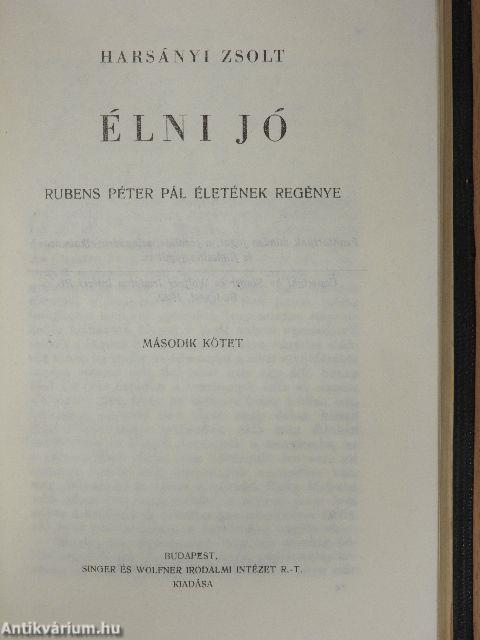 HARSÁNYI ZSOLT
ÉLNI JÓ
RUBENS PÉTER PÁL ÉLETÉNEK REGÉNYE
MÁSODIK KÖTET
BUDAPEST,
SINGER ÉS WOLFNER IRODALMI INTÉZET R.-T.
KIADÁSA
Antikvárium.hu